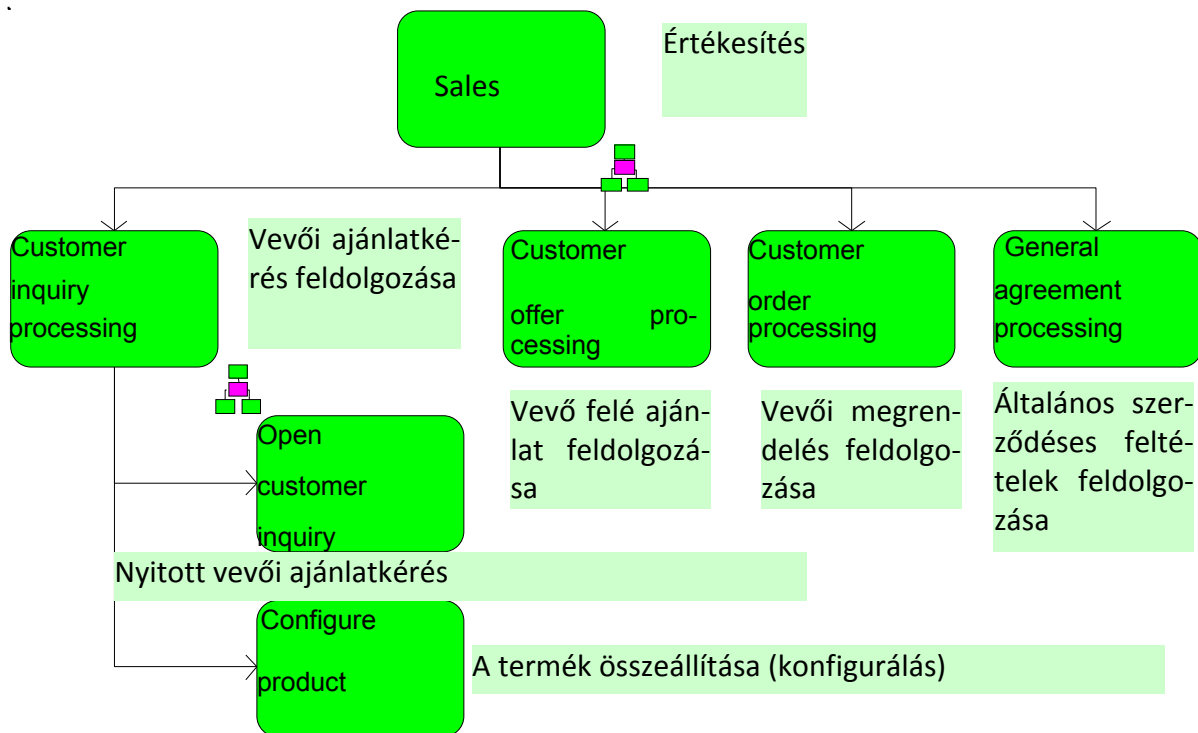 Sales
Értékesítés
Customer
inquiry
processing
Vevői ajánlatké-
rés feldolgozása
Customer
offer pro-
cessing
Customer
order
processing
General
agreement
processing
Vevő felé aján-
lat feldolgozá-
sa
Vevői megren-
delés feldolgo-
zása
Általános szer-
ződéses felté-
telek feldolgo-
zása
Open
customer
inquiry
Nyitott vevői ajánlatkérés
Configure
product
A termék összeállítása (konfigurálás)